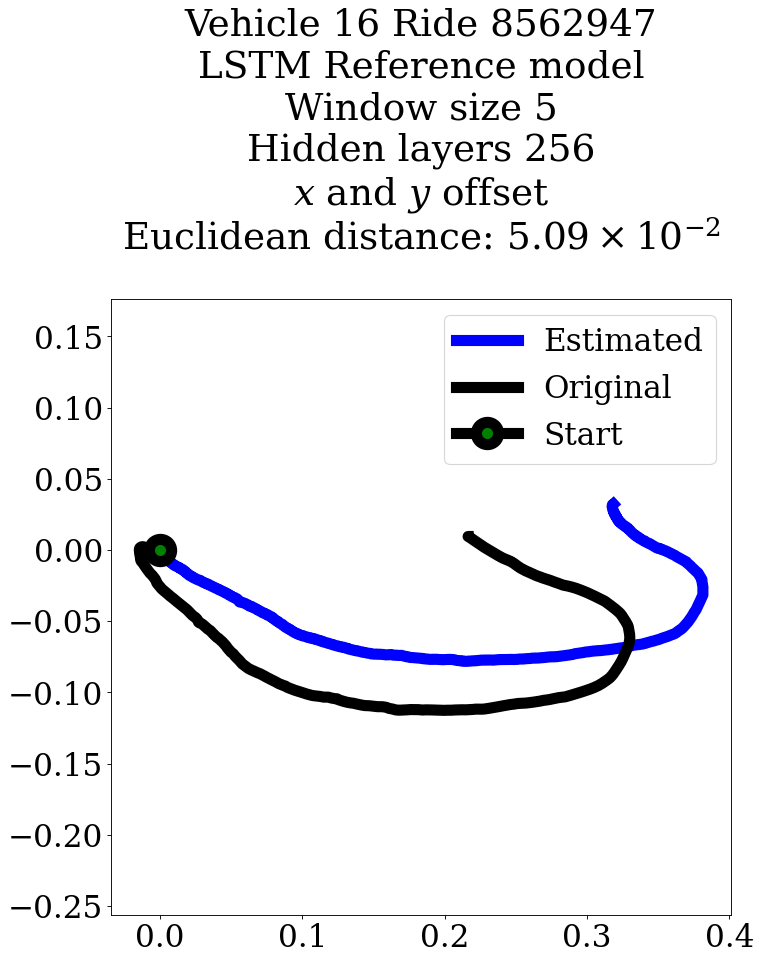 Vehicle 16 Ride 8562947
LSTM Reference model
Window size 5
Hidden layers 256
x and y offset
Euclidean distance: 5.09 × 10⁻²
Estimated
Original
Start
0.15
0.10
0.05
0.00
−0.05
−0.10
−0.15
−0.20
−0.25
0.0 0.1 0.2 0.3 0.4